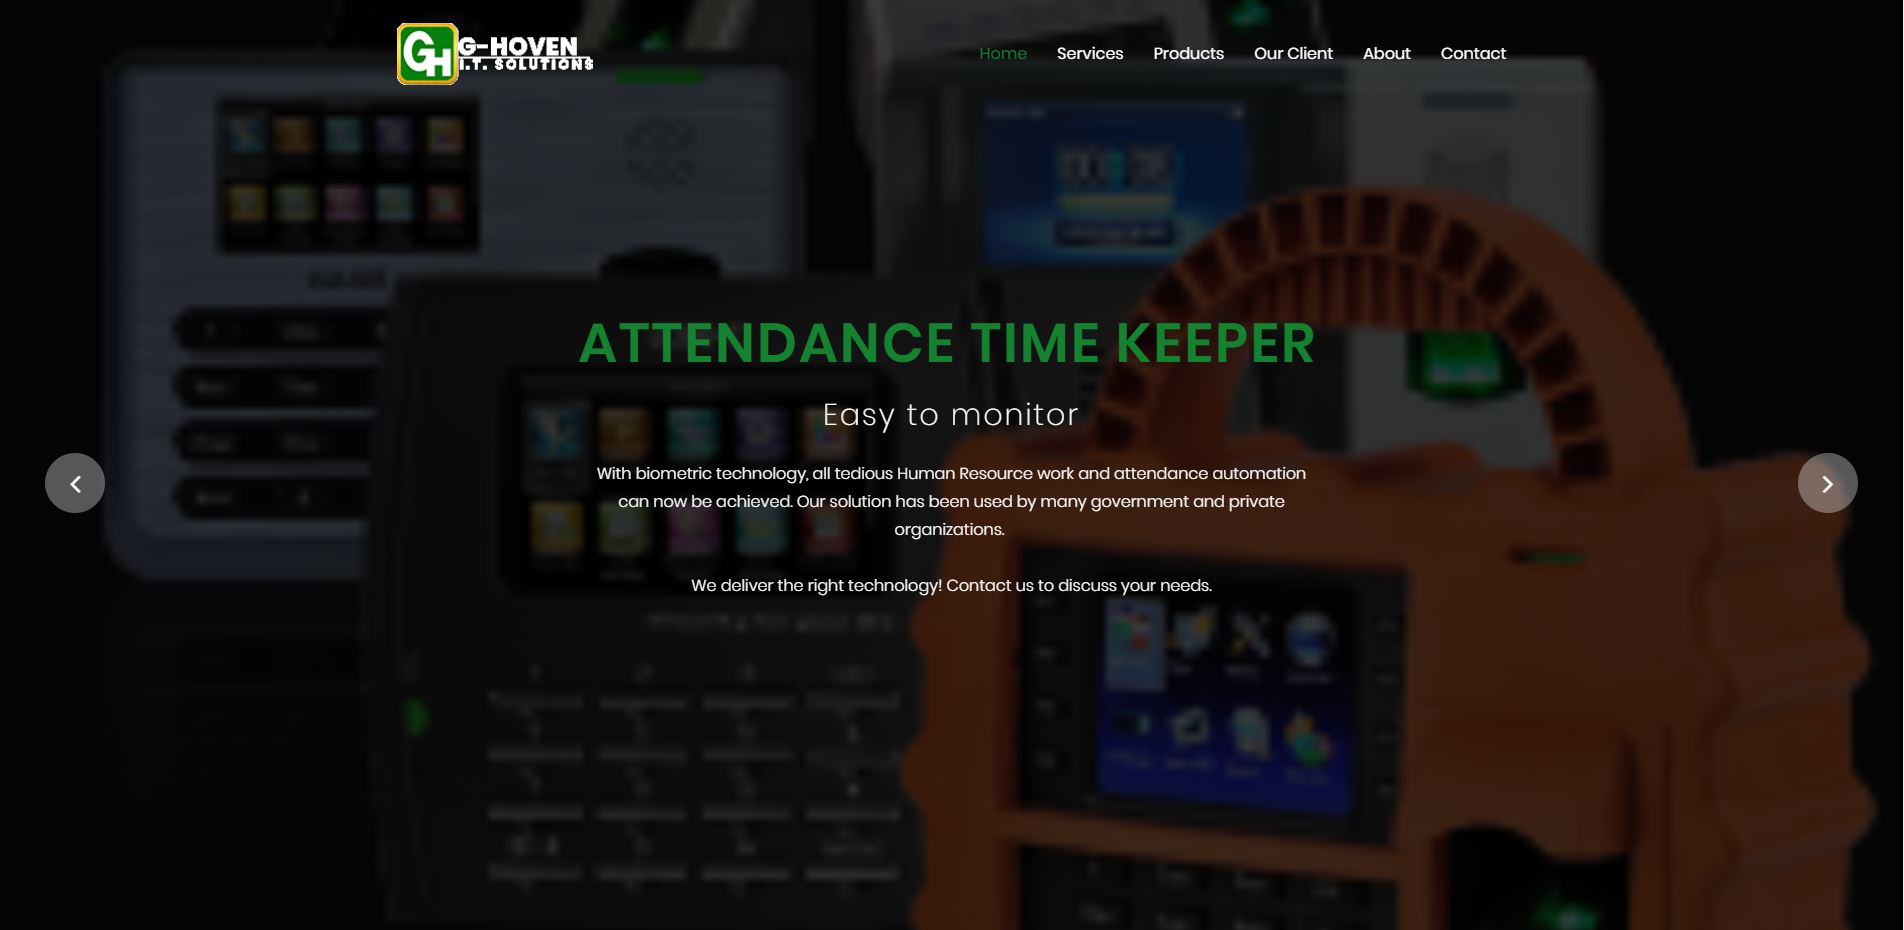 G-HOVEN
I.T. SOLUTIONS
Home Services Products Our Client About Contact
ATTENDANCE TIME KEEPER
Easy to monitor
With biometric technology, all tedious Human Resource work and attendance automation
can now be achieved. Our solution has been used by many government and private
organizations.
We deliver the right technology! Contact us to discuss your needs.